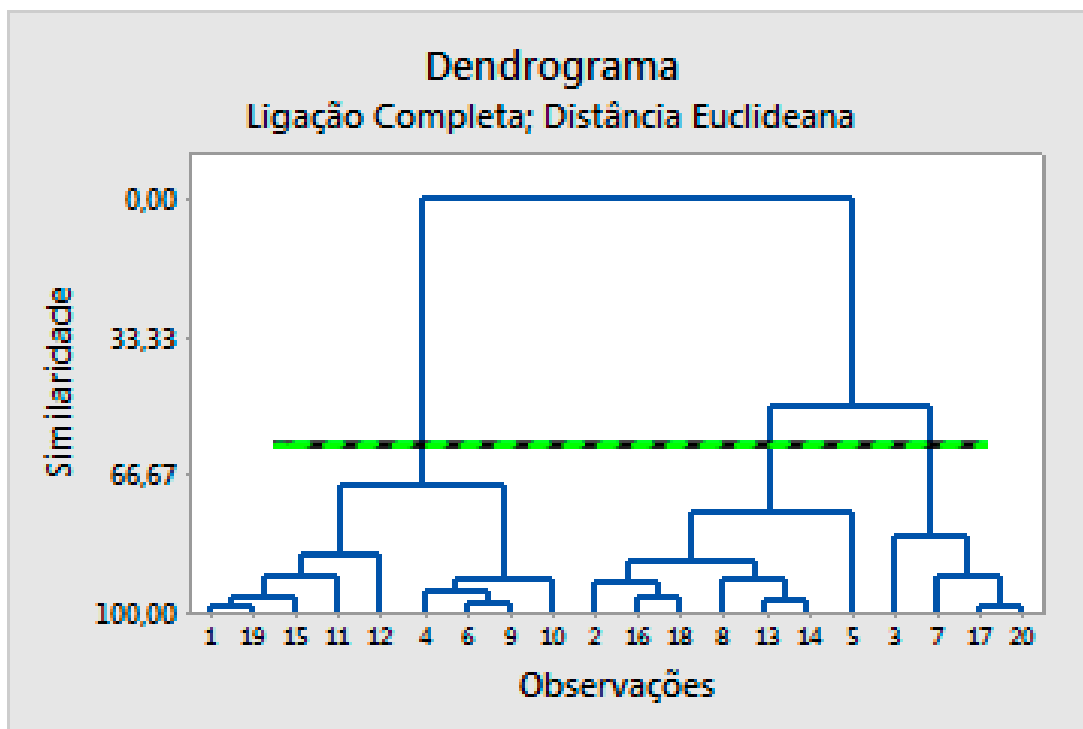 Dendrograma
Ligação Completa; Distância Euclideana
0,00
33,33
66,67
100,00
Similaridade
1 19 15 11 12 4 6 9 10 2 16 18 8 13 14 5 3 7 17 20
Observações